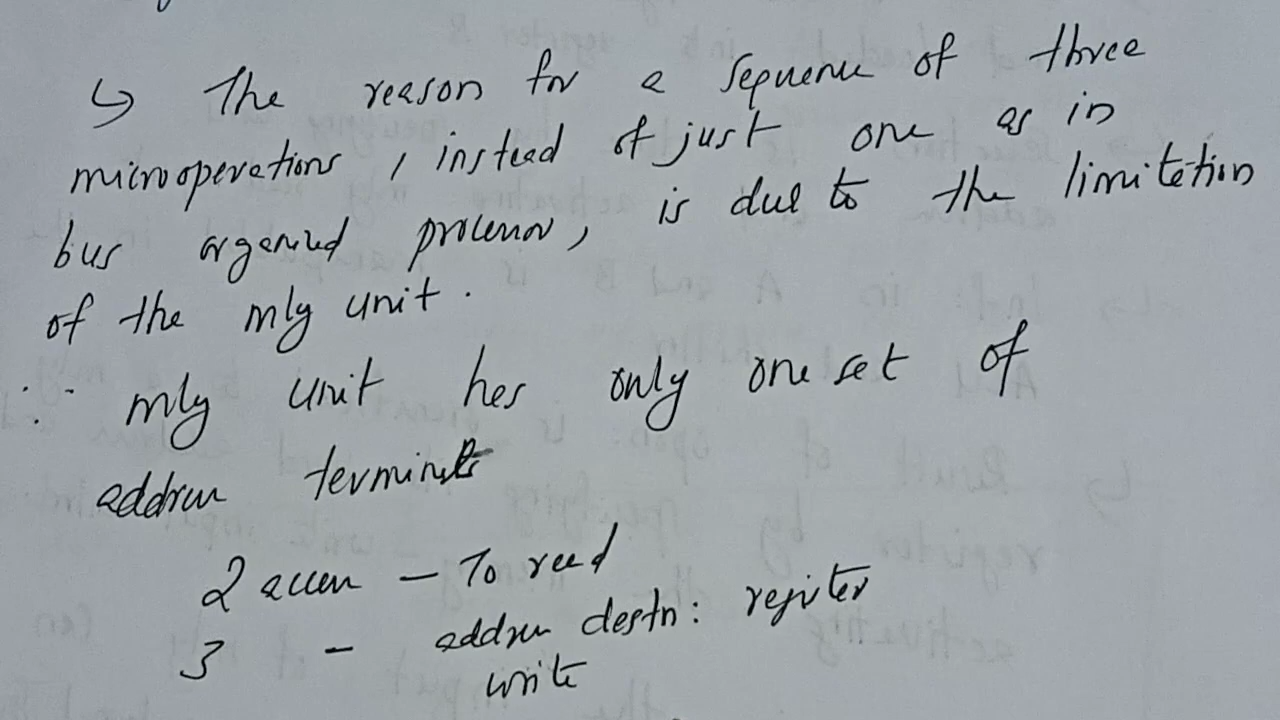 ↳ The reason for a sequence of three
microoperations, instead of just one as in
bus organized processor, is due to the limitation
of the mly unit.
∴ mly unit has only one set of
address terminals
2 access – To read
3 – address destn: register
write